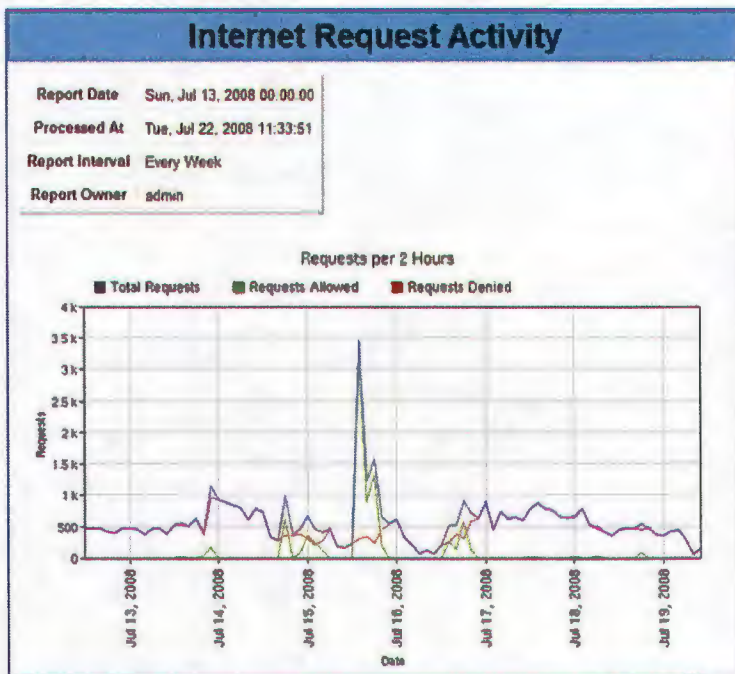 Internet Request Activity
Report Date Sun, Jul 13, 2008 00:00:00
Processed At Tue, Jul 22, 2008 11:33:51
Report Interval Every Week
Report Owner admin
Requests per 2 Hours
Total Requests Requests Allowed Requests Denied
4 k
3.5 k
3 k
2.5 k
2 k
1.5 k
1 k
500
0
Requests
Jul 13, 2008
Jul 14, 2008
Jul 15, 2008
Jul 16, 2008
Jul 17, 2008
Jul 18, 2008
Jul 19, 2008
Date